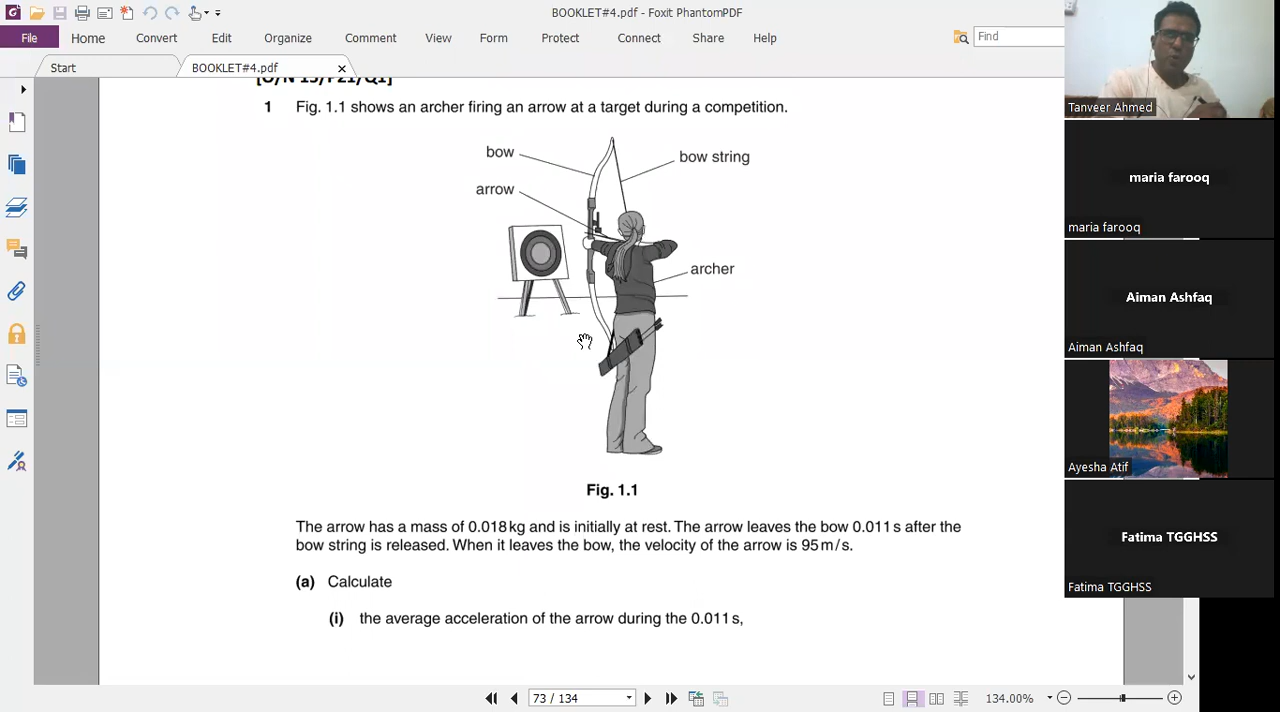 BOOKLET#4.pdf - Foxit PhantomPDF
File Home Convert Edit Organize Comment View Form Protect Connect Share Help
Find
Start
BOOKLET#4.pdf
[O/N 15/P21/Q1]
1 Fig. 1.1 shows an archer firing an arrow at a target during a competition.
bow
bow string
arrow
archer
Fig. 1.1
The arrow has a mass of 0.018 kg and is initially at rest. The arrow leaves the bow 0.011 s after the
bow string is released. When it leaves the bow, the velocity of the arrow is 95 m / s.
(a) Calculate
(i) the average acceleration of the arrow during the 0.011 s,
73 / 134
134.00%
Tanveer Ahmed
maria farooq
maria farooq
Aiman Ashfaq
Aiman Ashfaq
Ayesha Atif
Fatima TGGHSS
Fatima TGGHSS